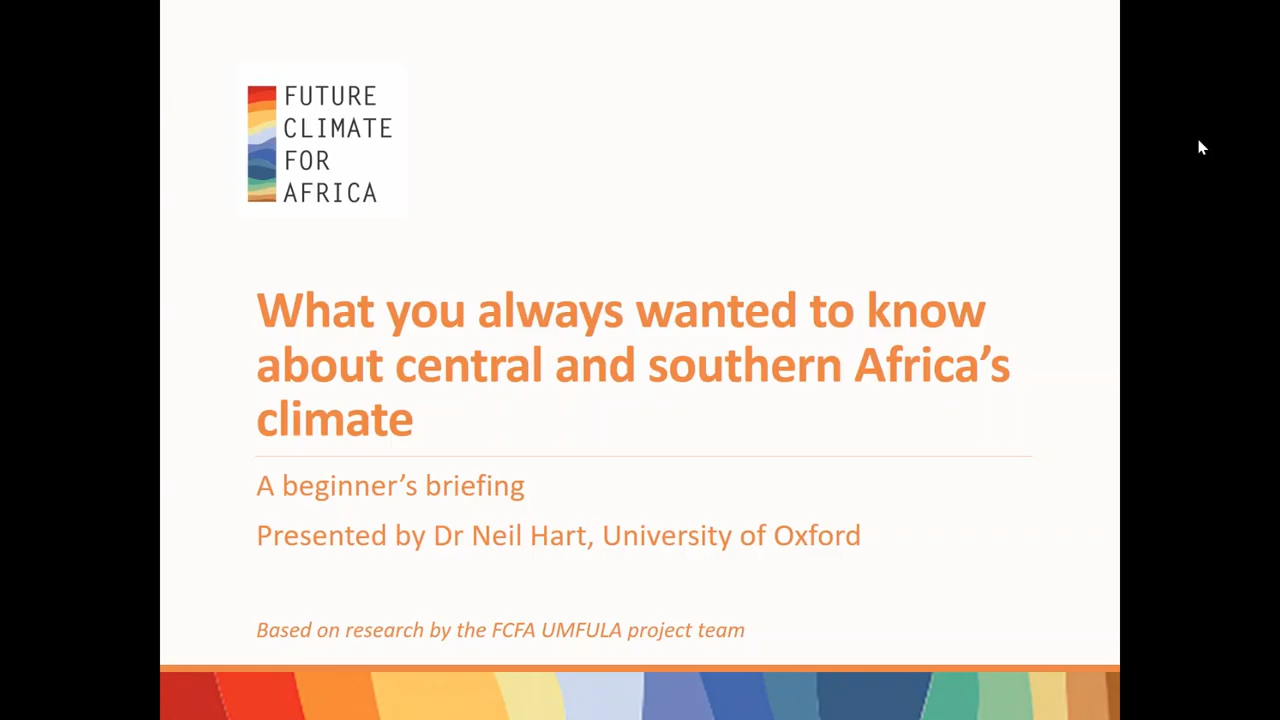 FUTURE
CLIMATE
FOR
AFRICA
What you always wanted to know
about central and southern Africa’s
climate
A beginner’s briefing
Presented by Dr Neil Hart, University of Oxford
Based on research by the FCFA UMFULA project team